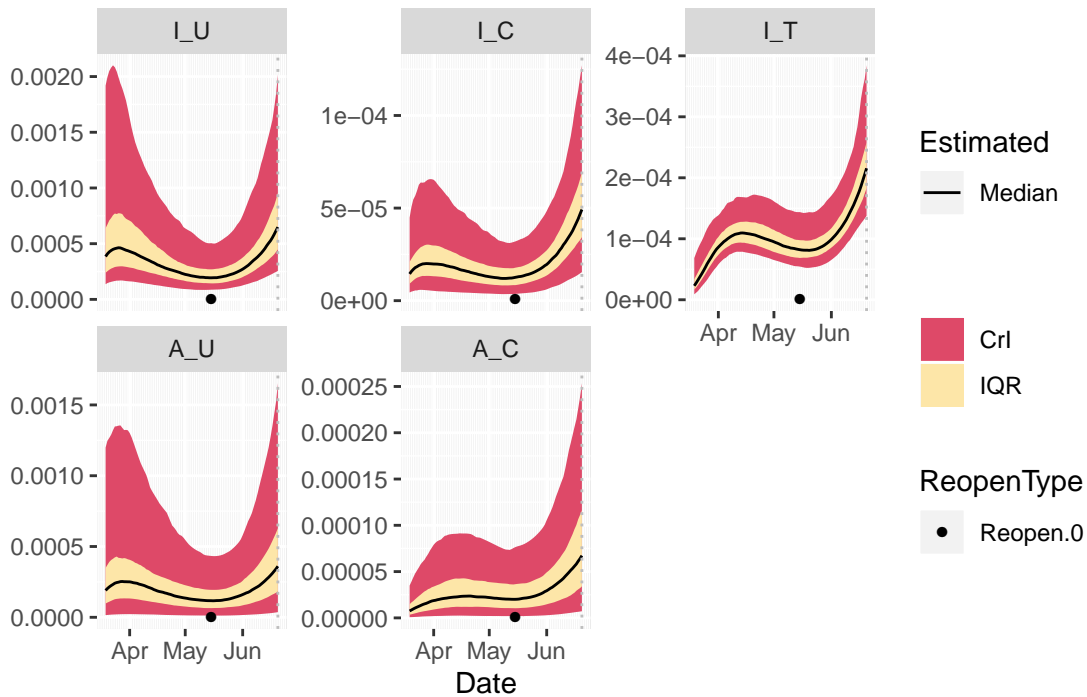 I_U
I_C
I_T
0.0020
0.0015
0.0010
0.0005
0.0000
1e−04
5e−05
0e+00
4e−04
3e−04
2e−04
1e−04
0e+00
Apr May Jun
A_U
A_C
0.0015
0.0010
0.0005
0.0000
0.00025
0.00020
0.00015
0.00010
0.00005
0.00000
Apr May Jun
Apr May Jun
Date
Estimated
Median
CrI
IQR
ReopenType
Reopen.0